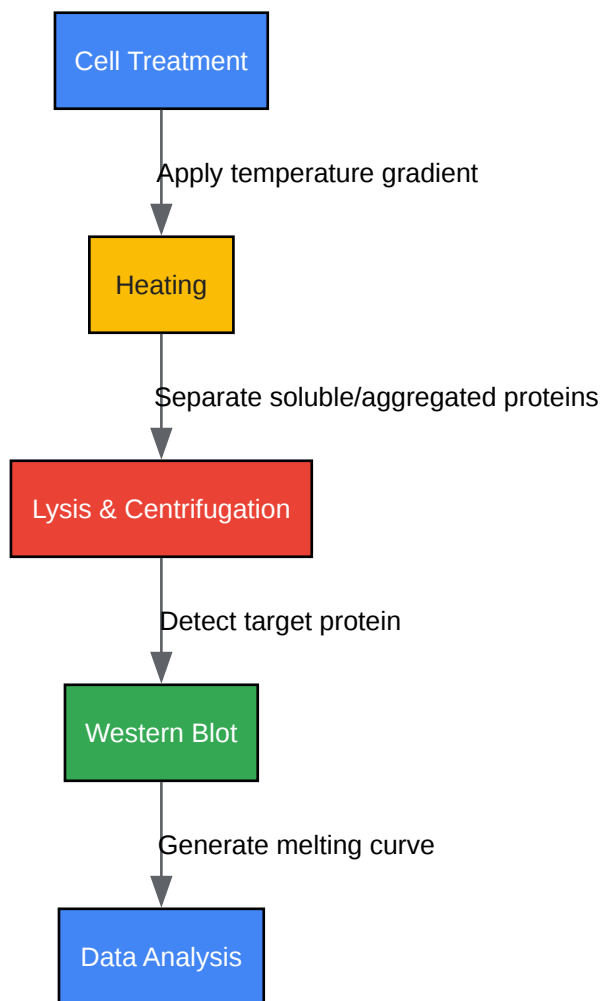 Cell Treatment
Apply temperature gradient
Heating
Separate soluble/aggregated proteins
Lysis & Centrifugation
Detect target protein
Western Blot
Generate melting curve
Data Analysis